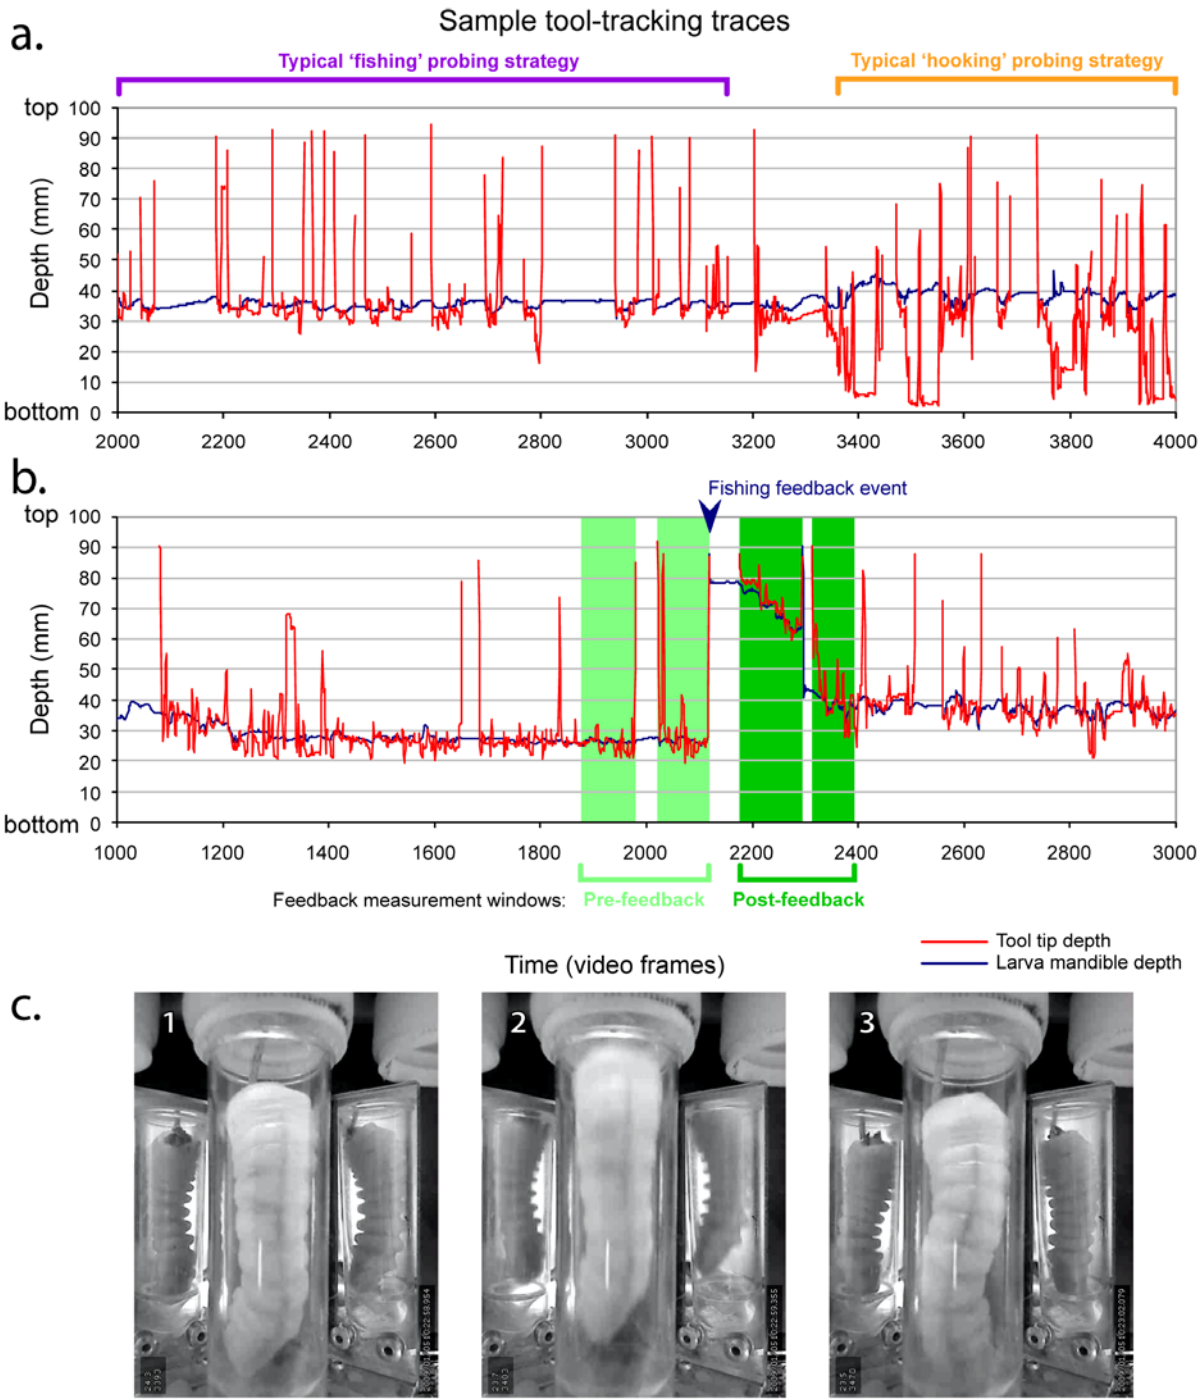 Sample tool-tracking traces
a.
Typical ‘fishing’ probing strategy
Typical ‘hooking’ probing strategy
top
100
90
80
70
60
50
40
30
20
10
0
bottom
Depth (mm)
2000 2200 2400 2600 2800 3000 3200 3400 3600 3800 4000
b.
Fishing feedback event
top
100
90
80
70
60
50
40
30
20
10
0
bottom
Depth (mm)
1000 1200 1400 1600 1800 2000 2200 2400 2600 2800 3000
Feedback measurement windows: Pre-feedback Post-feedback
Tool tip depth
Larva mandible depth
Time (video frames)
c.
1
2
3